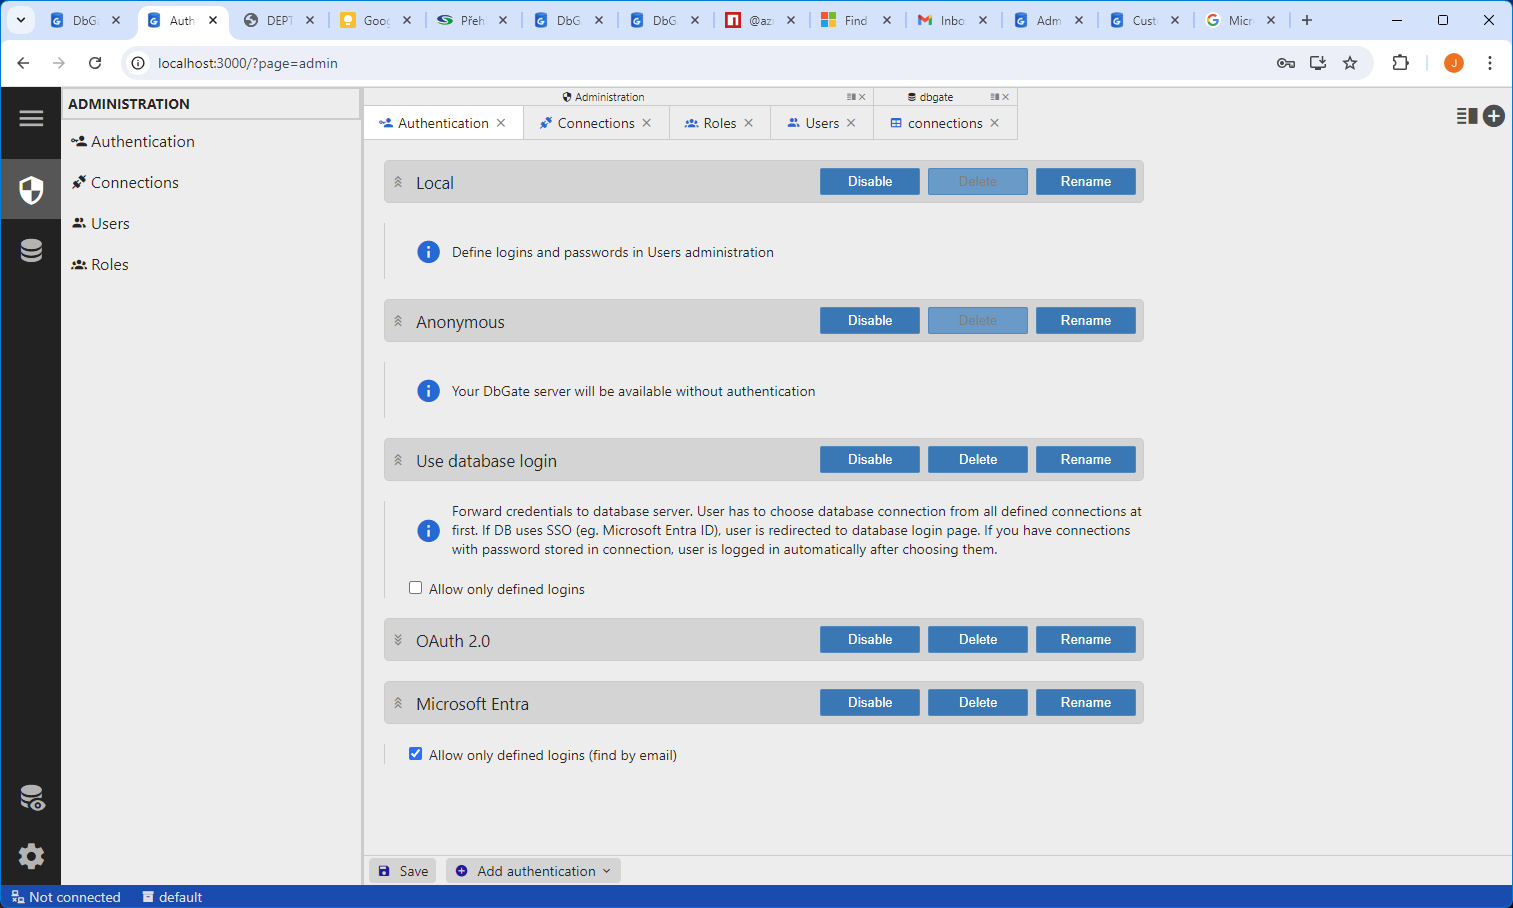 DbGa
Auth
DEPT
Goog
Přeh
DbG
DbG
@azu
Find
Inbo
Adm
Cust
Micr
localhost:3000/?page=admin
J
ADMINISTRATION
Authentication
Connections
Users
Roles
Administration
dbgate
Authentication
Connections
Roles
Users
connections
Local
Disable
Delete
Rename
Define logins and passwords in Users administration
Anonymous
Disable
Delete
Rename
Your DbGate server will be available without authentication
Use database login
Disable
Delete
Rename
Forward credentials to database server. User has to choose database connection from all defined connections at
first. If DB uses SSO (eg. Microsoft Entra ID), user is redirected to database login page. If you have connections
with password stored in connection, user is logged in automatically after choosing them.
Allow only defined logins
OAuth 2.0
Disable
Delete
Rename
Microsoft Entra
Disable
Delete
Rename
Allow only defined logins (find by email)
Save
Add authentication
Not connected
default